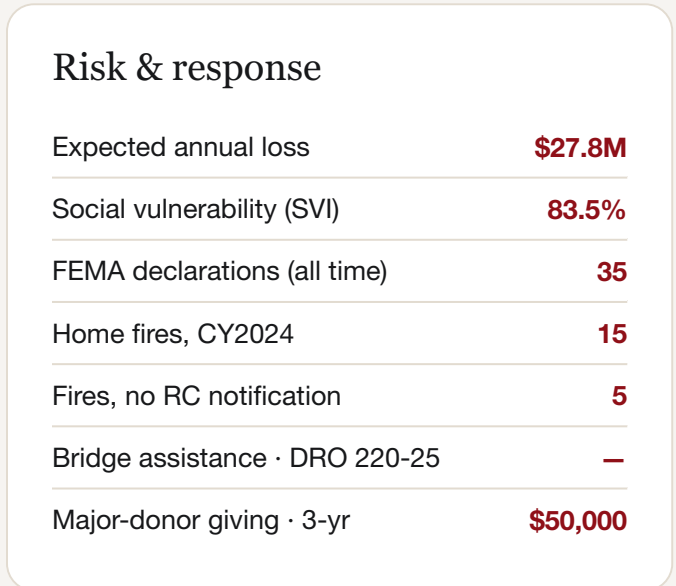 Risk & response
Expected annual loss $27.8M
Social vulnerability (SVI) 83.5%
FEMA declarations (all time) 35
Home fires, CY2024 15
Fires, no RC notification 5
Bridge assistance · DRO 220-25 —
Major-donor giving · 3-yr $50,000